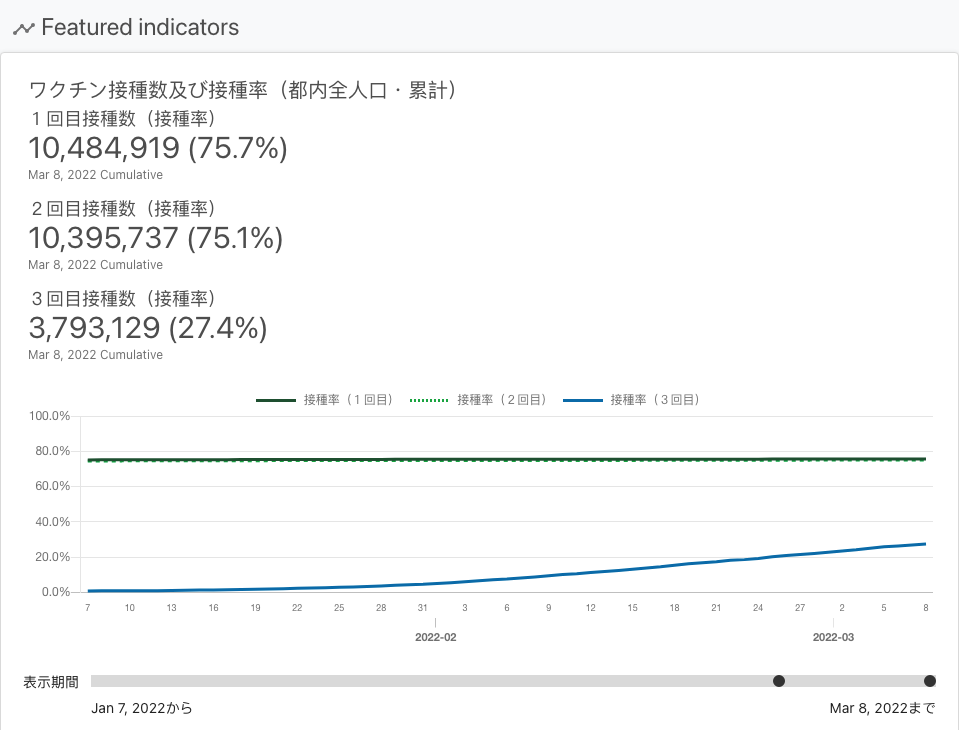 Featured indicators
ワクチン接種数及び接種率（都内全人口・累計）
１回目接種数（接種率）
10,484,919 (75.7%)
Mar 8, 2022 Cumulative
２回目接種数（接種率）
10,395,737 (75.1%)
Mar 8, 2022 Cumulative
３回目接種数（接種率）
3,793,129 (27.4%)
Mar 8, 2022 Cumulative
接種率（１回目） 接種率（２回目） 接種率（３回目）
100.0%
80.0%
60.0%
40.0%
20.0%
0.0%
7 10 13 16 19 22 25 28 31 3 6 9 12 15 18 21 24 27 2 5 8
2022-02 2022-03
表示期間
Jan 7, 2022から Mar 8, 2022まで